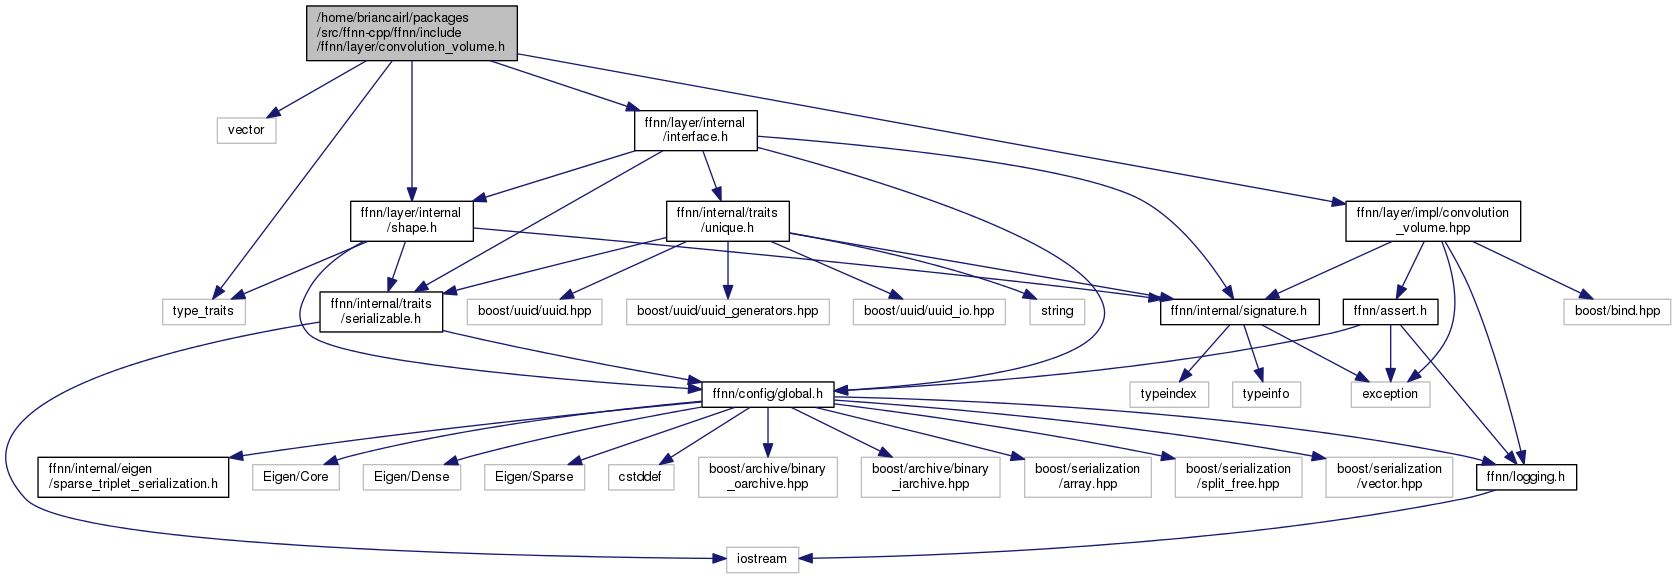 /home/briancairl/packages
/src/ffnn-cpp/ffnn/include
/ffnn/layer/convolution_volume.h
vector
ffnn/layer/internal
/interface.h
ffnn/layer/internal
/shape.h
ffnn/internal/traits
/unique.h
ffnn/layer/impl/convolution
_volume.hpp
type_traits
ffnn/internal/traits
/serializable.h
boost/uuid/uuid.hpp
boost/uuid/uuid_generators.hpp
boost/uuid/uuid_io.hpp
string
ffnn/internal/signature.h
ffnn/assert.h
boost/bind.hpp
ffnn/config/global.h
typeindex
typeinfo
exception
ffnn/internal/eigen
/sparse_triplet_serialization.h
Eigen/Core
Eigen/Dense
Eigen/Sparse
cstddef
boost/archive/binary
_oarchive.hpp
boost/archive/binary
_iarchive.hpp
boost/serialization
/array.hpp
boost/serialization
/split_free.hpp
boost/serialization
/vector.hpp
ffnn/logging.h
iostream